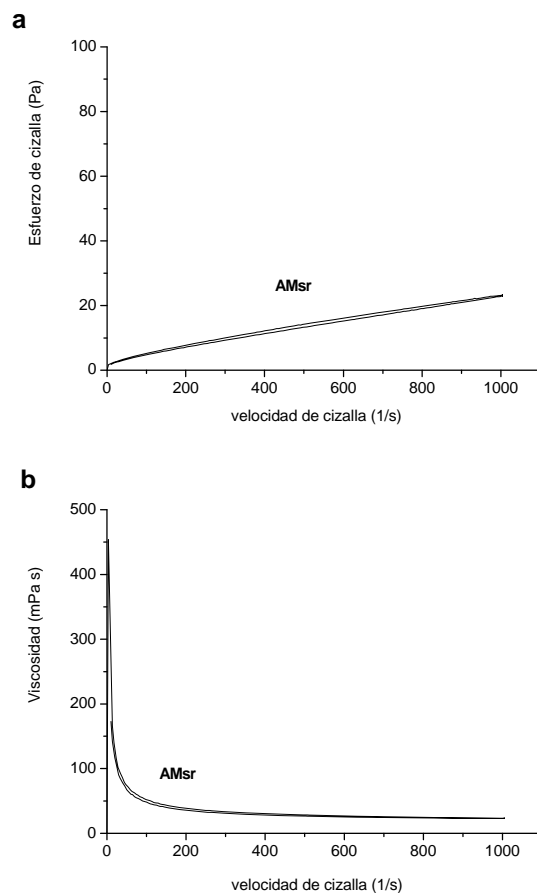 a
100
80
60
40
20
0
Esfuerzo de cizalla (Pa)
AMsr
0 200 400 600 800 1000
velocidad de cizalla (1/s)
b
500
400
300
200
100
0
Viscosidad (mPa s)
AMsr
0 200 400 600 800 1000
velocidad de cizalla (1/s)